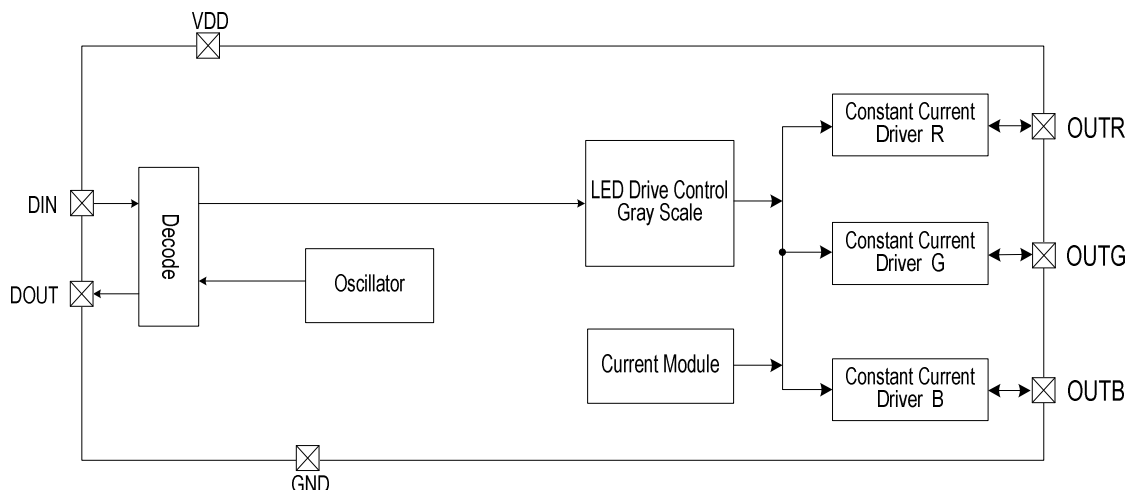 VDD
Constant Current
Driver R
OUTR
DIN
Decode
LED Drive Control
Gray Scale
Constant Current
Driver G
OUTG
DOUT
Oscillator
Current Module
Constant Current
Driver B
OUTB
GND